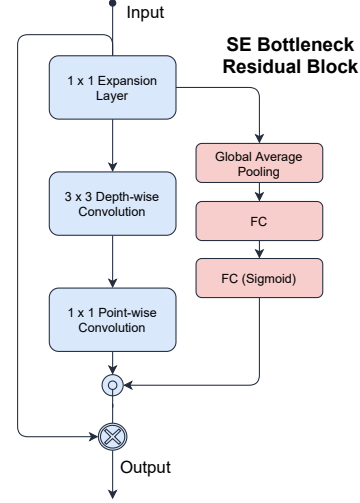 Input
SE Bottleneck
Residual Block
1 x 1 Expansion
Layer
Global Average
Pooling
3 x 3 Depth-wise
Convolution
FC
FC (Sigmoid)
1 x 1 Point-wise
Convolution
Output